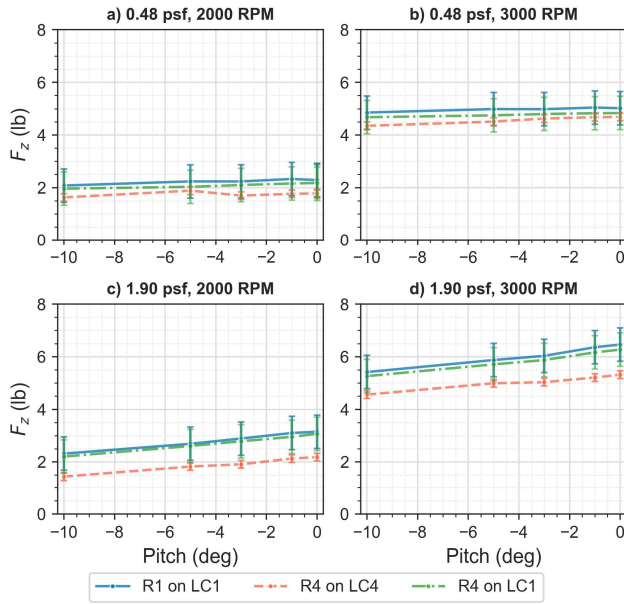 a) 0.48 psf, 2000 RPM
b) 0.48 psf, 3000 RPM
8
6
4
2
0
F_z (lb)
−10 −8 −6 −4 −2 0
8
6
4
2
0
−10 −8 −6 −4 −2 0
c) 1.90 psf, 2000 RPM
d) 1.90 psf, 3000 RPM
8
6
4
2
0
F_z (lb)
−10 −8 −6 −4 −2 0
Pitch (deg)
8
6
4
2
0
−10 −8 −6 −4 −2 0
Pitch (deg)
R1 on LC1 R4 on LC4 R4 on LC1